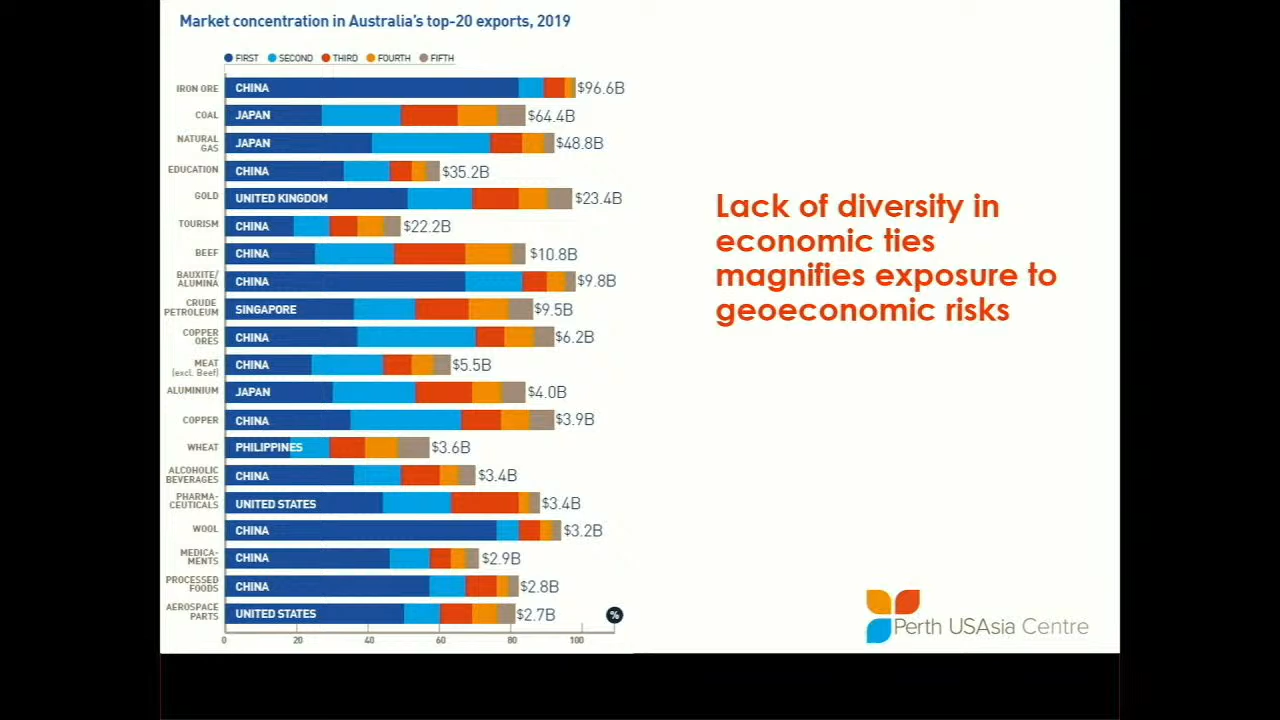 Market concentration in Australia's top-20 exports, 2019
FIRST SECOND THIRD FOURTH FIFTH
IRON ORE CHINA $96.6B
COAL JAPAN $64.4B
NATURAL
GAS JAPAN $48.8B
EDUCATION CHINA $35.2B
GOLD UNITED KINGDOM $23.4B
TOURISM CHINA $22.2B
BEEF CHINA $10.8B
BAUXITE/
ALUMINA CHINA $9.8B
CRUDE
PETROLEUM SINGAPORE $9.5B
COPPER
ORES CHINA $6.2B
MEAT
(excl. Beef) CHINA $5.5B
ALUMINIUM JAPAN $4.0B
COPPER CHINA $3.9B
WHEAT PHILIPPINES $3.6B
ALCOHOLIC
BEVERAGES CHINA $3.4B
PHARMA-
CEUTICALS UNITED STATES $3.4B
WOOL CHINA $3.2B
MEDICA-
MENTS CHINA $2.9B
PROCESSED
FOODS CHINA $2.8B
AEROSPACE
PARTS UNITED STATES $2.7B
%
0 20 40 60 80 100
Lack of diversity in
economic ties
magnifies exposure to
geoeconomic risks
Perth USAsia Centre